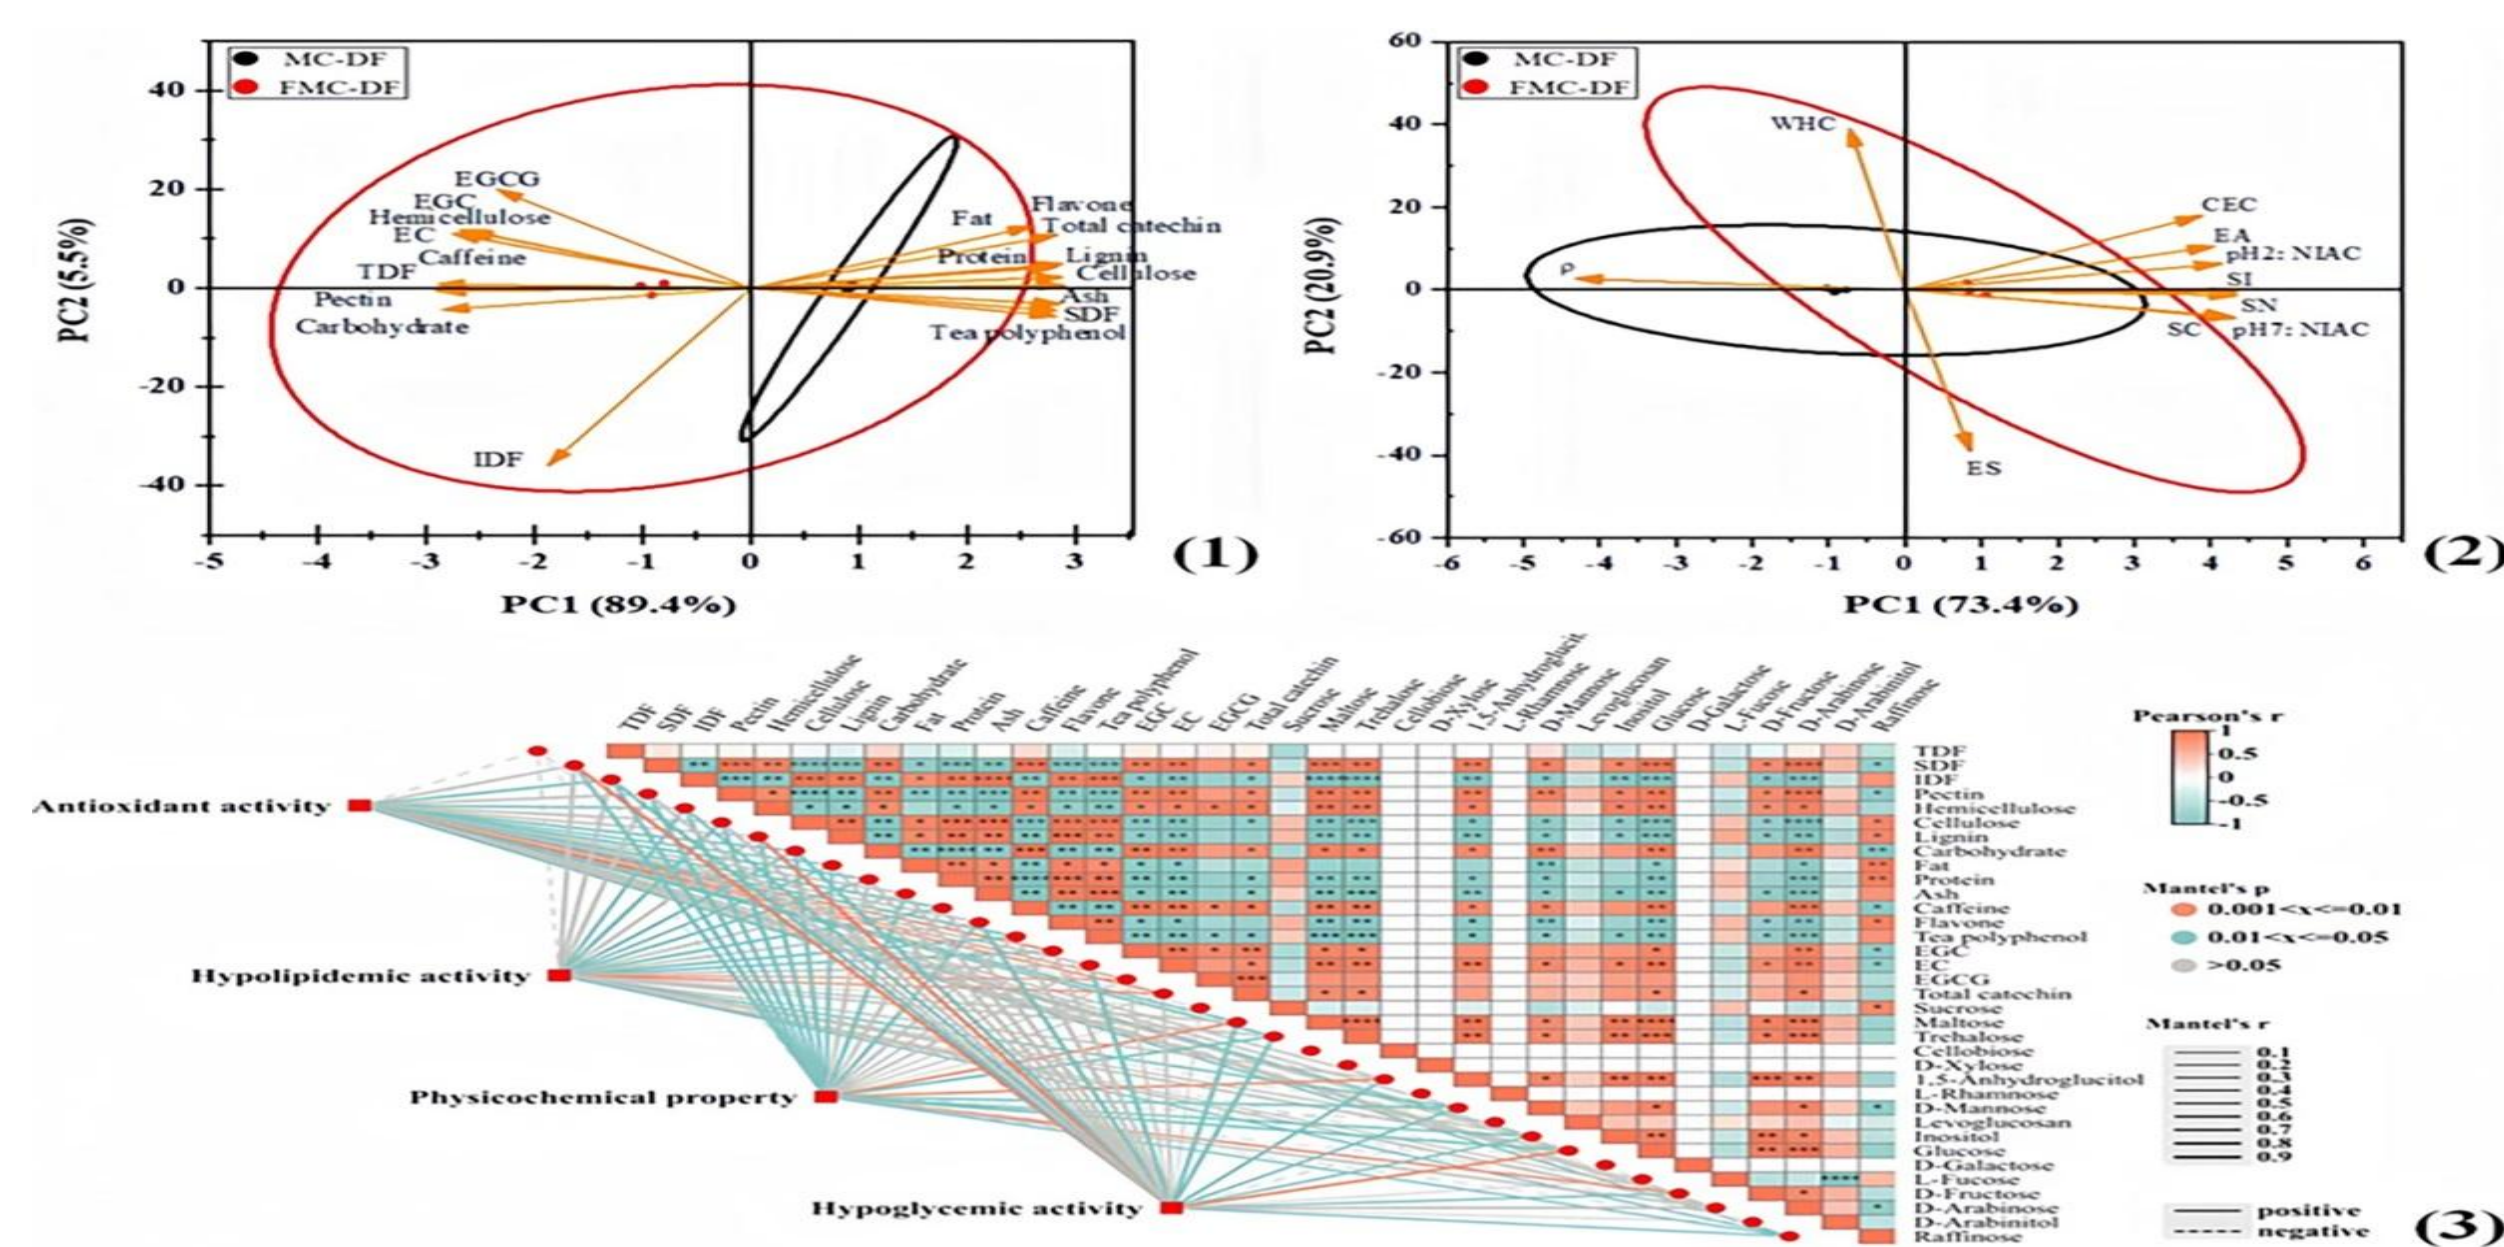 MC-DF
FMC-DF
40
20
0
-20
-40
PC2 (5.5%)
EGCG
EGC
Hemicellulose
EC
Caffeine
TDF
Pectin
Carbohydrate
IDF
Fat
Flavone
Total catechin
Protein
Lignin
Cellulose
Ash
SDF
Tea polyphenol
-5 -4 -3 -2 -1 0 1 2 3
PC1 (89.4%)
(1)
MC-DF
FMC-DF
60
40
20
0
-20
-40
-60
PC2 (20.9%)
WHC
ρ
CEC
EA
pH2: NIAC
SI
SN
SC
pH7: NIAC
ES
-6 -5 -4 -3 -2 -1 0 1 2 3 4 5 6
PC1 (73.4%)
(2)
TDF
SDF
IDF
Pectin
Hemicellulose
Cellulose
Lignin
Carbohydrate
Fat
Protein
Ash
Caffeine
Flavone
Tea polyphenol
EGC
EC
EGCG
Total catechin
Sucrose
Maltose
Trehalose
Cellobiose
D-Xylose
1,5-Anhydroglucit
L-Rhamnose
D-Mannose
Levoglucosan
Inositol
Glucose
D-Galactose
L-Fucose
D-Fructose
D-Arabinose
D-Arabinitol
Raffinose
Antioxidant activity
Hypolipidemic activity
Physicochemical property
Hypoglycemic activity
TDF
SDF
IDF
Pectin
Hemicellulose
Cellulose
Lignin
Carbohydrate
Fat
Protein
Ash
Caffeine
Flavone
Tea polyphenol
EGC
EC
EGCG
Total catechin
Sucrose
Maltose
Trehalose
Cellobiose
D-Xylose
1,5-Anhydroglucitol
L-Rhamnose
D-Mannose
Levoglucosan
Inositol
Glucose
D-Galactose
L-Fucose
D-Fructose
D-Arabinose
D-Arabinitol
Raffinose
Pearson's r
1
0.5
0
-0.5
-1
Mantel's p
0.001<x<=0.01
0.01<x<=0.05
>0.05
Mantel's r
0.1
0.2
0.3
0.4
0.5
0.6
0.7
0.8
0.9
positive
negative
(3)